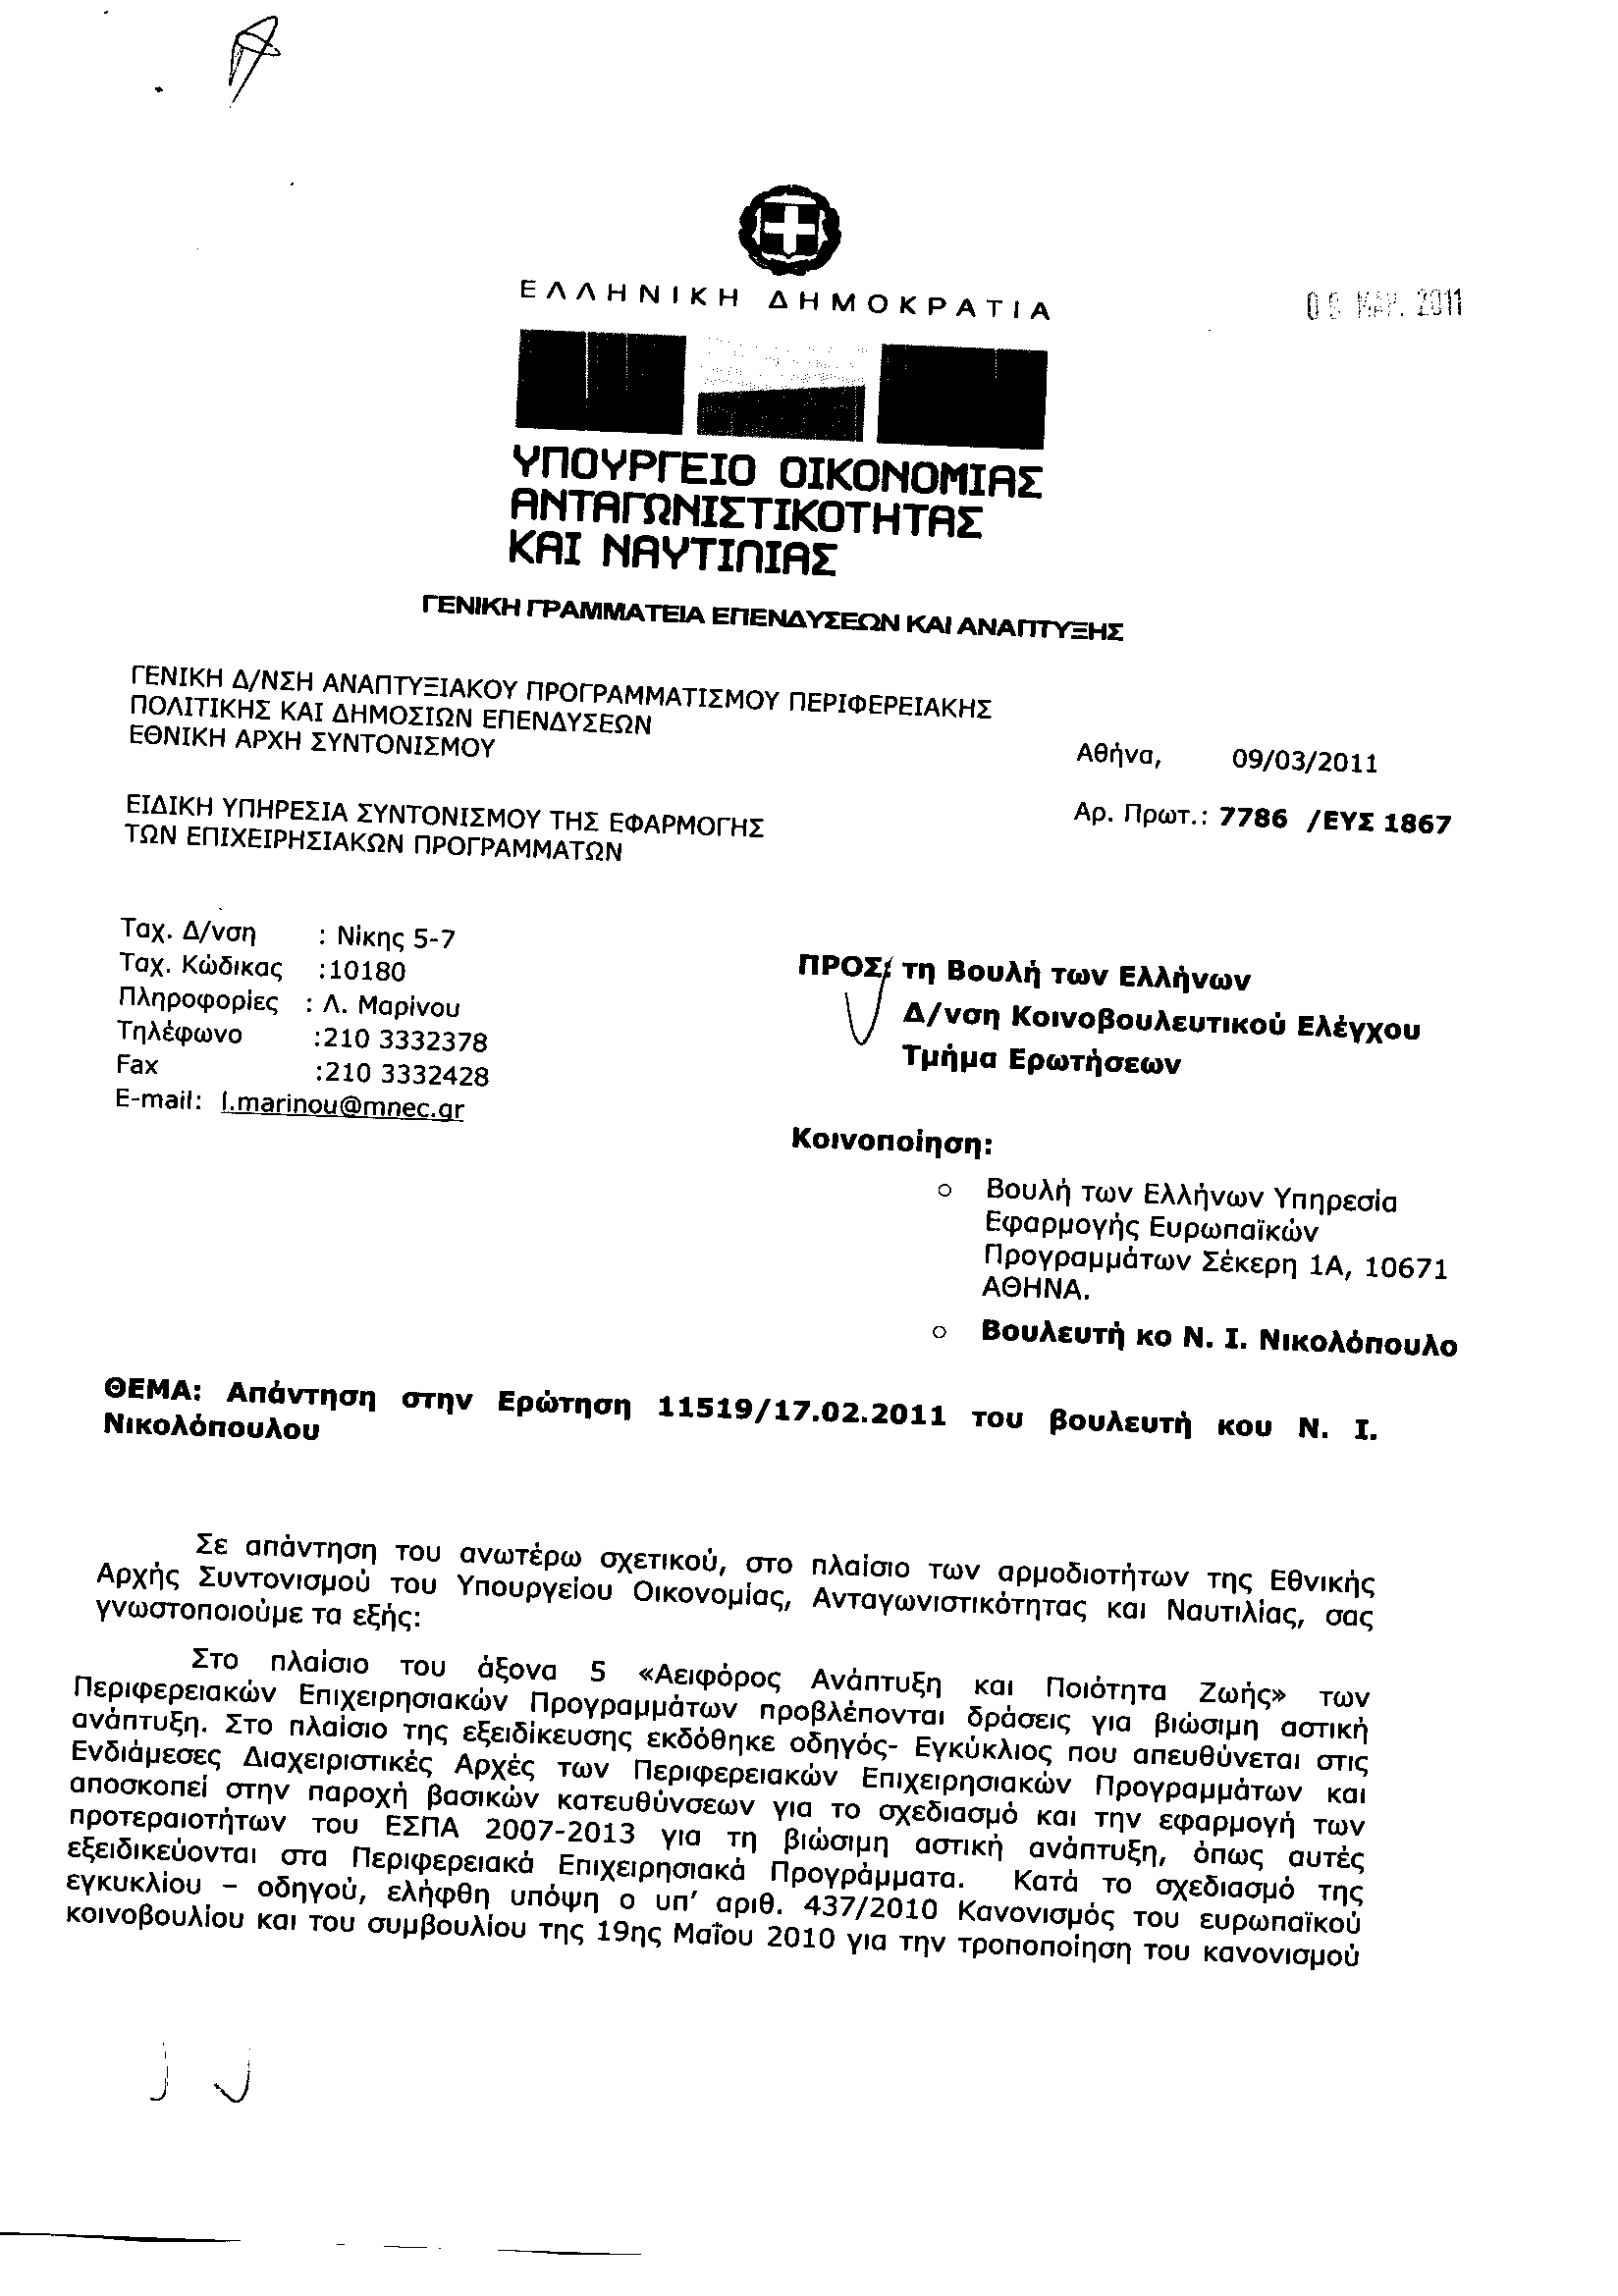 ΕΛΛΗΝΙΚΗ ΔΗΜΟΚΡΑΤΙΑ
ΜΑΡ. 2011
ΥΠΟΥΡΓΕΙΟ ΟΙΚΟΝΟΜΙΑΣ
ΑΝΤΑΓΩΝΙΣΤΙΚΟΤΗΤΑΣ
ΚΑΙ ΝΑΥΤΙΛΙΑΣ
ΓΕΝΙΚΗ ΓΡΑΜΜΑΤΕΙΑ ΕΠΕΝΔΥΣΕΩΝ ΚΑΙ ΑΝΑΠΤΥΞΗΣ
ΓΕΝΙΚΗ Δ/ΝΣΗ ΑΝΑΠΤΥΞΙΑΚΟΥ ΠΡΟΓΡΑΜΜΑΤΙΣΜΟΥ ΠΕΡΙΦΕΡΕΙΑΚΗΣ
ΠΟΛΙΤΙΚΗΣ ΚΑΙ ΔΗΜΟΣΙΩΝ ΕΠΕΝΔΥΣΕΩΝ
ΕΘΝΙΚΗ ΑΡΧΗ ΣΥΝΤΟΝΙΣΜΟΥ
Αθήνα, 09/03/2011
ΕΙΔΙΚΗ ΥΠΗΡΕΣΙΑ ΣΥΝΤΟΝΙΣΜΟΥ ΤΗΣ ΕΦΑΡΜΟΓΗΣ
ΤΩΝ ΕΠΙΧΕΙΡΗΣΙΑΚΩΝ ΠΡΟΓΡΑΜΜΑΤΩΝ
Αρ. Πρωτ.: 7786 /ΕΥΣ 1867
Ταχ. Δ/νση : Νίκης 5-7
Ταχ. Κώδικας :10180
Πληροφορίες : Λ. Μαρίνου
Τηλέφωνο :210 3332378
Fax :210 3332428
E-mail: l.marinou@mnec.gr
ΠΡΟΣ: τη Βουλή των Ελλήνων
Δ/νση Κοινοβουλευτικού Ελέγχου
Τμήμα Ερωτήσεων
Κοινοποίηση:
o Βουλή των Ελλήνων Υπηρεσία
Εφαρμογής Ευρωπαϊκών
Προγραμμάτων Σέκερη 1Α, 10671
ΑΘΗΝΑ.
o Βουλευτή κο Ν. Ι. Νικολόπουλο
ΘΕΜΑ: Απάντηση στην Ερώτηση 11519/17.02.2011 του βουλευτή κου Ν. Ι.
Νικολόπουλου
Σε απάντηση του ανωτέρω σχετικού, στο πλαίσιο των αρμοδιοτήτων της Εθνικής
Αρχής Συντονισμού του Υπουργείου Οικονομίας, Ανταγωνιστικότητας και Ναυτιλίας, σας
γνωστοποιούμε τα εξής:
Στο πλαίσιο του άξονα 5 «Αειφόρος Ανάπτυξη και Ποιότητα Ζωής» των
Περιφερειακών Επιχειρησιακών Προγραμμάτων προβλέπονται δράσεις για βιώσιμη αστική
ανάπτυξη. Στο πλαίσιο της εξειδίκευσης εκδόθηκε οδηγός- Εγκύκλιος που απευθύνεται στις
Ενδιάμεσες Διαχειριστικές Αρχές των Περιφερειακών Επιχειρησιακών Προγραμμάτων και
αποσκοπεί στην παροχή βασικών κατευθύνσεων για το σχεδιασμό και την εφαρμογή των
προτεραιοτήτων του ΕΣΠΑ 2007-2013 για τη βιώσιμη αστική ανάπτυξη, όπως αυτές
εξειδικεύονται στα Περιφερειακά Επιχειρησιακά Προγράμματα. Κατά το σχεδιασμό της
εγκυκλίου – οδηγού, ελήφθη υπόψη ο υπ' αριθ. 437/2010 Κανονισμός του ευρωπαϊκού
κοινοβουλίου και του συμβουλίου της 19ης Μαΐου 2010 για την τροποποίηση του κανονισμού